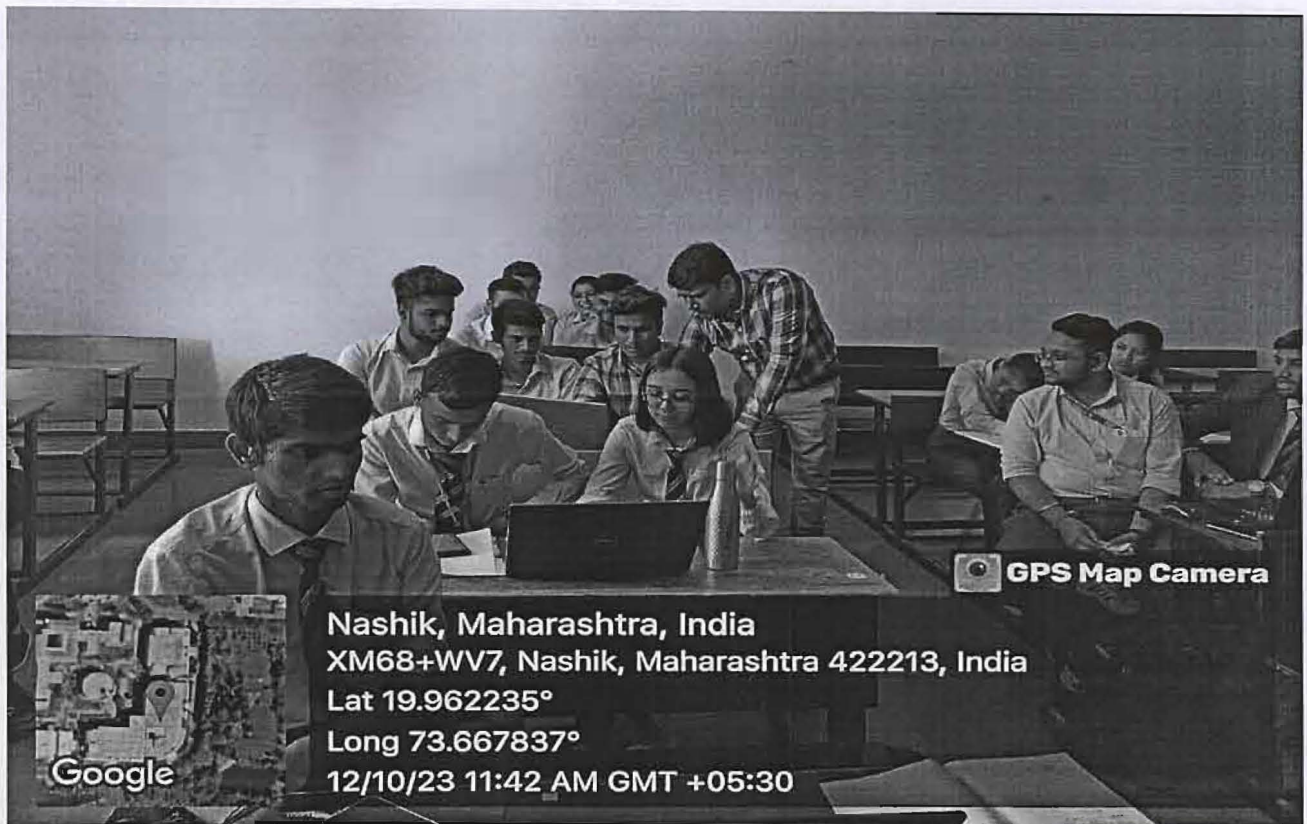 GPS Map Camera
Nashik, Maharashtra, India
XM68+WV7, Nashik, Maharashtra 422213, India
Lat 19.962235°
Long 73.667837°
12/10/23 11:42 AM GMT +05:30
Google